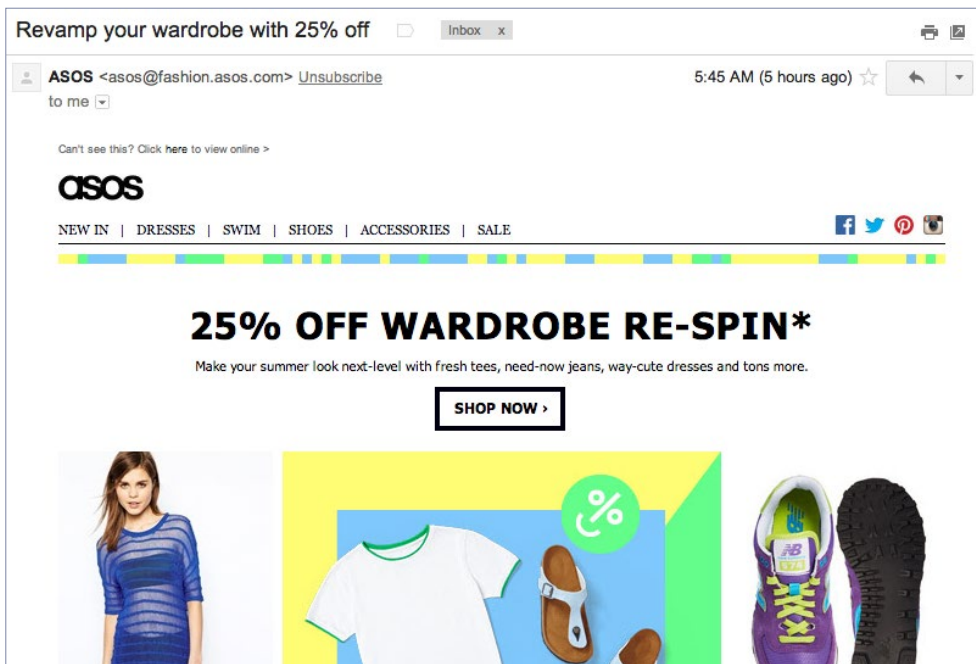 Revamp your wardrobe with 25% off Inbox x
ASOS <asos@fashion.asos.com> Unsubscribe 5:45 AM (5 hours ago)
to me
Can't see this? Click here to view online >
asos
NEW IN | DRESSES | SWIM | SHOES | ACCESSORIES | SALE
25% OFF WARDROBE RE-SPIN*
Make your summer look next-level with fresh tees, need-now jeans, way-cute dresses and tons more.
SHOP NOW ›
%
NB
574